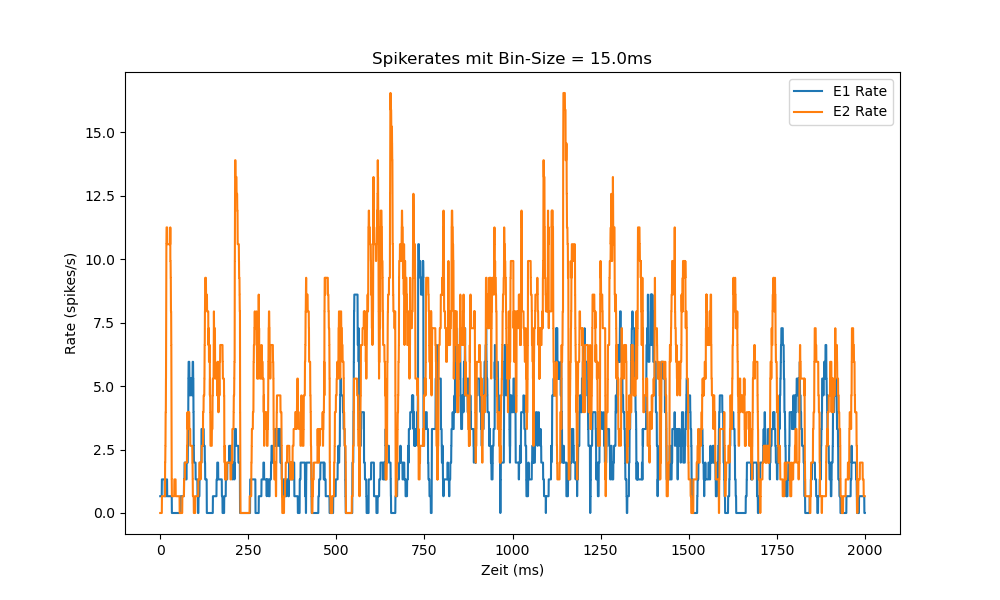 Spikerates mit Bin-Size = 15.0ms
E1 Rate
E2 Rate
Rate (spikes/s)
15.0
12.5
10.0
7.5
5.0
2.5
0.0
0 250 500 750 1000 1250 1500 1750 2000
Zeit (ms)